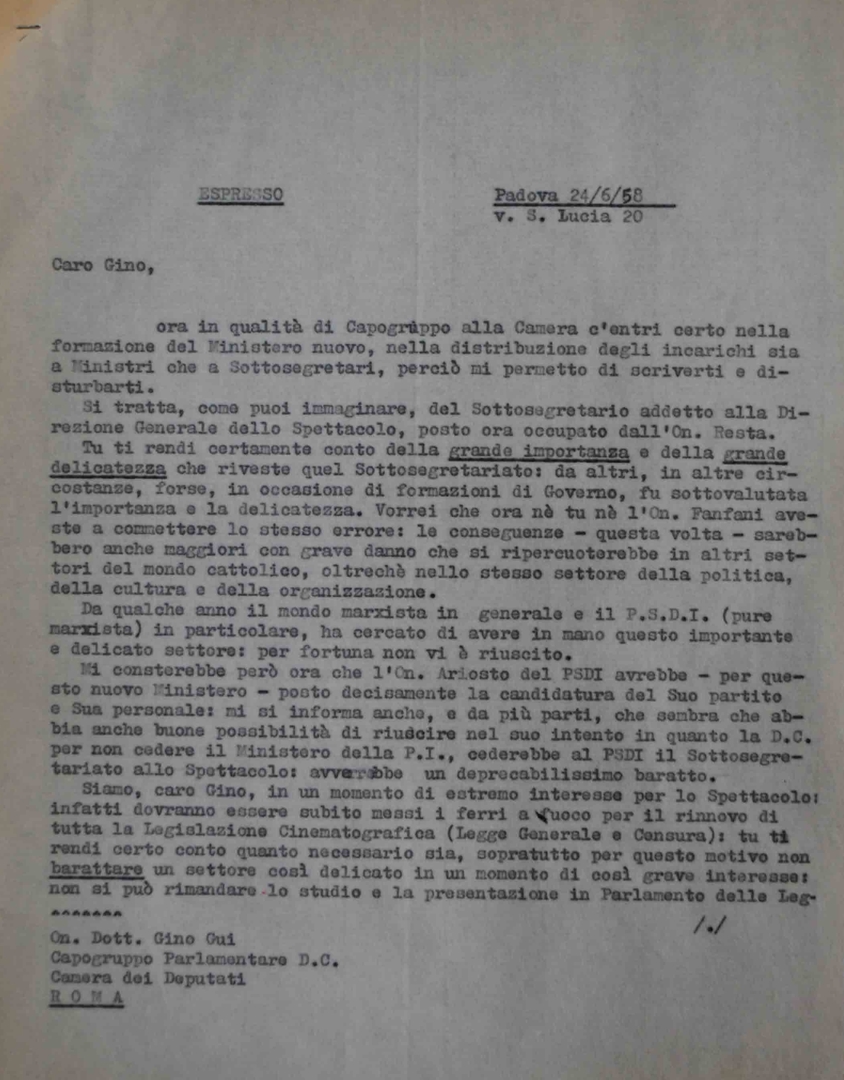 ESPRESSO
Padova 24/6/58
v. S. Lucia 20
Caro Gino,
ora in qualità di Capogruppo alla Camera c'entri certo nella
formazione del Ministero nuovo, nella distribuzione degli incarichi sia
a Ministri che a Sottosegretari, perciò mi permetto di scriverti e di-
sturbarti.
Si tratta, come puoi immaginare, del Sottosegretario addetto alla Di-
rezione Generale dello Spettacolo, posto ora occupato dall'On. Resta.
Tu ti rendi certamente conto della grande importanza e della grande
delicatezza che riveste quel Sottosegretariato: da altri, in altre cir-
costanze, forse, in occasione di formazioni di Governo, fu sottovalutata
l'importanza e la delicatezza. Vorrei che ora nè tu nè l'On. Fanfani ave-
ste a commettere lo stesso errore: le conseguenze - questa volta - sareb-
bero anche maggiori con grave danno che si ripercuoterebbe in altri set-
tori del mondo cattolico, oltrechè nello stesso settore della politica,
della cultura e della organizzazione.
Da qualche anno il mondo marxista in generale e il P.S.D.I. (pure
marxista) in particolare, ha cercato di avere in mano questo importante
e delicato settore: per fortuna non vi è riuscito.
Mi consterebbe però ora che l'On. Ariosto del PSDI avrebbe - per que-
sto nuovo Ministero - posto decisamente la candidatura del Suo partito
e Sua personale: mi si informa anche, e da più parti, che sembra che ab-
bia anche buone possibilità di riuscire nel suo intento in quanto la D.C.
per non cedere il Ministero della P.I., cederebbe al PSDI il Sottosegre-
tariato allo Spettacolo: avverrebbe un deprecabilissimo baratto.
Siamo, caro Gino, in un momento di estremo interesse per lo Spettacolo:
infatti dovranno essere subito messi i ferri a fuoco per il rinnovo di
tutta la Legislazione Cinematografica (Legge Generale e Censura): tu ti
rendi certo conto quanto necessario sia, sopratutto per questo motivo non
barattare un settore così delicato in un momento di così grave interesse:
non si può rimandare lo studio e la presentazione in Parlamento delle Leg-
/./
On. Dott. Gino Gui
Capogruppo Parlamentare D.C.
Camera dei Deputati
R O M A